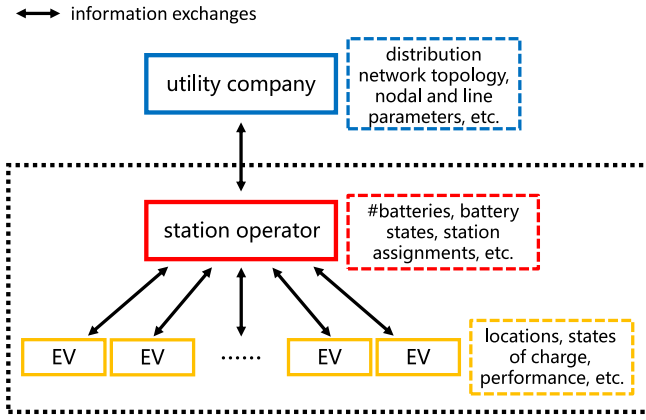 information exchanges
utility company
distribution
network topology,
nodal and line
parameters, etc.
station operator
#batteries, battery
states, station
assignments, etc.
EV
EV
......
EV
EV
locations, states
of charge,
performance, etc.